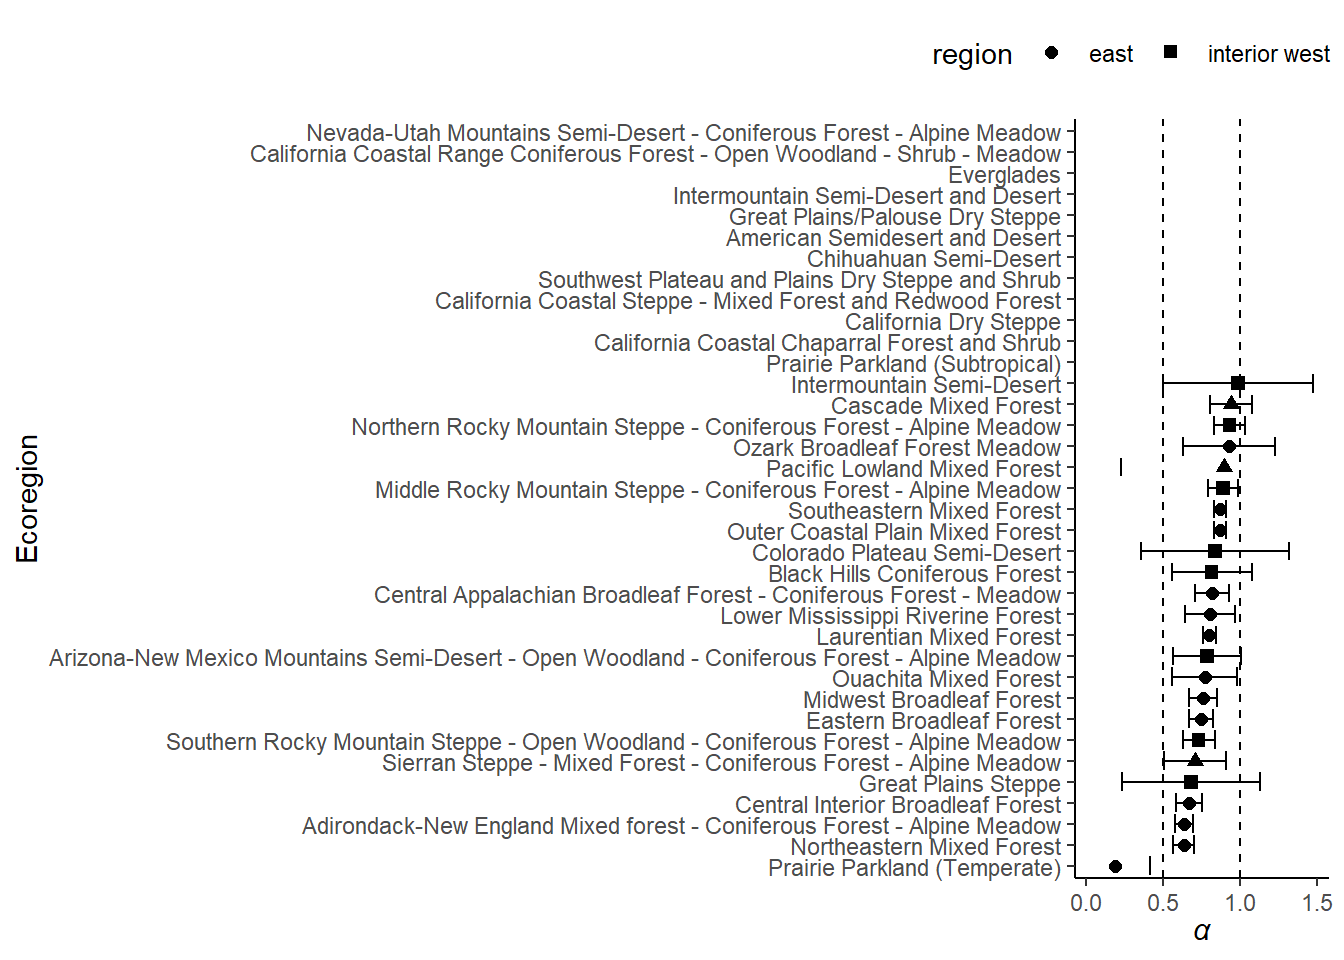 region east interior west
Nevada-Utah Mountains Semi-Desert - Coniferous Forest - Alpine Meadow
California Coastal Range Coniferous Forest - Open Woodland - Shrub - Meadow
Everglades
Intermountain Semi-Desert and Desert
Great Plains/Palouse Dry Steppe
American Semidesert and Desert
Chihuahuan Semi-Desert
Southwest Plateau and Plains Dry Steppe and Shrub
California Coastal Steppe - Mixed Forest and Redwood Forest
California Dry Steppe
California Coastal Chaparral Forest and Shrub
Prairie Parkland (Subtropical)
Intermountain Semi-Desert
Cascade Mixed Forest
Northern Rocky Mountain Steppe - Coniferous Forest - Alpine Meadow
Ozark Broadleaf Forest Meadow
Pacific Lowland Mixed Forest
Middle Rocky Mountain Steppe - Coniferous Forest - Alpine Meadow
Southeastern Mixed Forest
Outer Coastal Plain Mixed Forest
Colorado Plateau Semi-Desert
Black Hills Coniferous Forest
Central Appalachian Broadleaf Forest - Coniferous Forest - Meadow
Lower Mississippi Riverine Forest
Laurentian Mixed Forest
Arizona-New Mexico Mountains Semi-Desert - Open Woodland - Coniferous Forest - Alpine Meadow
Ouachita Mixed Forest
Midwest Broadleaf Forest
Eastern Broadleaf Forest
Southern Rocky Mountain Steppe - Open Woodland - Coniferous Forest - Alpine Meadow
Sierran Steppe - Mixed Forest - Coniferous Forest - Alpine Meadow
Great Plains Steppe
Central Interior Broadleaf Forest
Adirondack-New England Mixed forest - Coniferous Forest - Alpine Meadow
Northeastern Mixed Forest
Prairie Parkland (Temperate)
Ecoregion
0.0 0.5 1.0 1.5
α